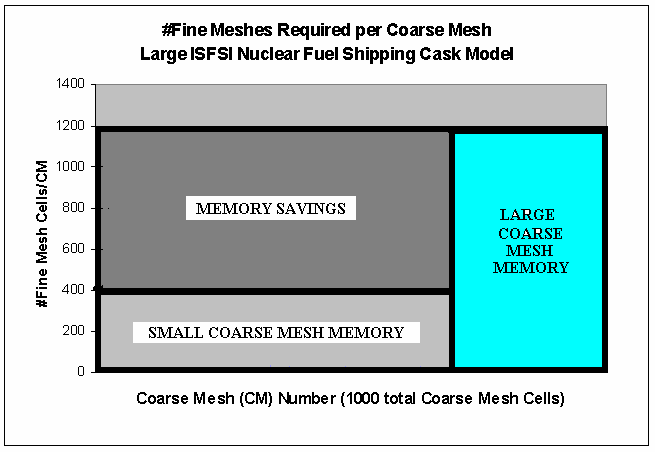 #Fine Meshes Required per Coarse Mesh
Large ISFSI Nuclear Fuel Shipping Cask Model
1400
1200
1000
800
600
400
200
0
#Fine Mesh Cells/CM
MEMORY SAVINGS
SMALL COARSE MESH MEMORY
LARGE
COARSE
MESH
MEMORY
Coarse Mesh (CM) Number (1000 total Coarse Mesh Cells)